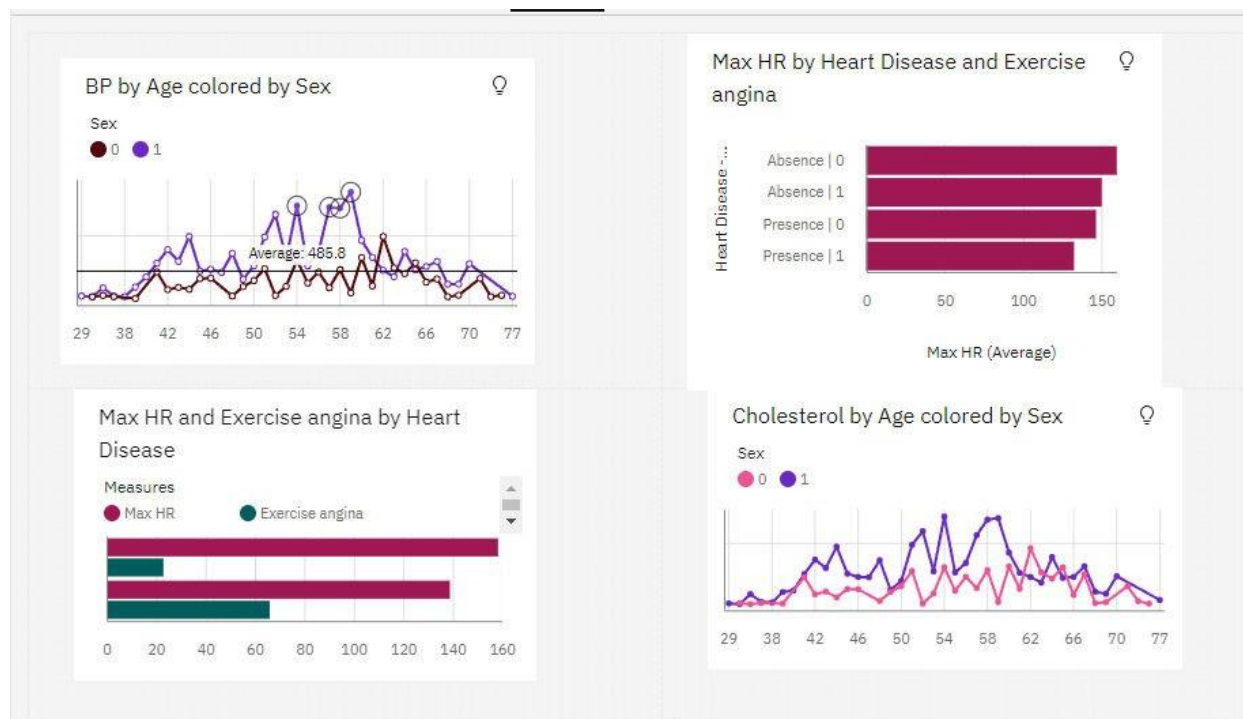 BP by Age colored by Sex
Sex
0 1
Average: 485.8
29 38 42 46 50 54 58 62 66 70 77
Max HR by Heart Disease and Exercise
angina
Heart Disease -...
Absence | 0
Absence | 1
Presence | 0
Presence | 1
0 50 100 150
Max HR (Average)
Max HR and Exercise angina by Heart
Disease
Measures
Max HR Exercise angina
0 20 40 60 80 100 120 140 160
Cholesterol by Age colored by Sex
Sex
0 1
29 38 42 46 50 54 58 62 66 70 77